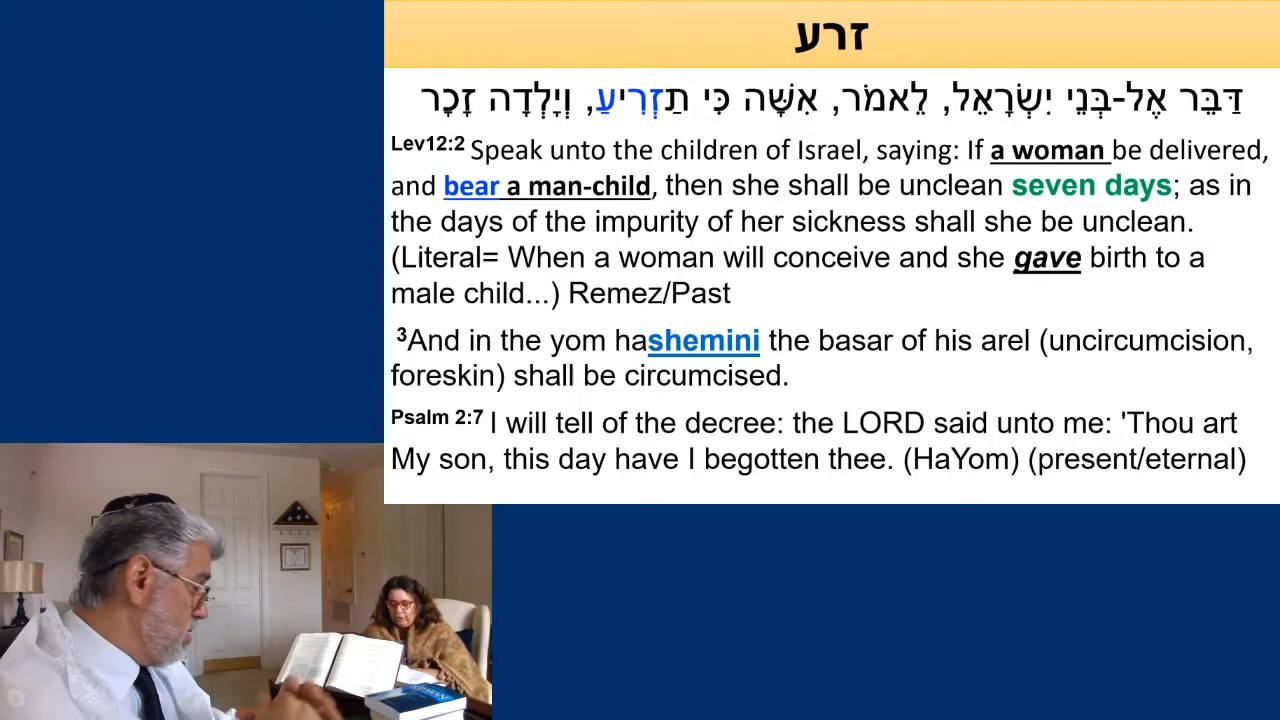 זרע
דַּבֵּר אֶל-בְּנֵי יִשְׂרָאֵל, לֵאמֹר, אִשָּׁה כִּי תַזְרִיעַ, וְיָלְדָה זָכָר
Lev12:2 Speak unto the children of Israel, saying: If a woman be delivered,
and bear a man-child, then she shall be unclean seven days; as in
the days of the impurity of her sickness shall she be unclean.
(Literal= When a woman will conceive and she gave birth to a
male child...) Remez/Past
3And in the yom hashemini the basar of his arel (uncircumcision,
foreskin) shall be circumcised.
Psalm 2:7 I will tell of the decree: the LORD said unto me: 'Thou art
My son, this day have I begotten thee. (HaYom) (present/eternal)